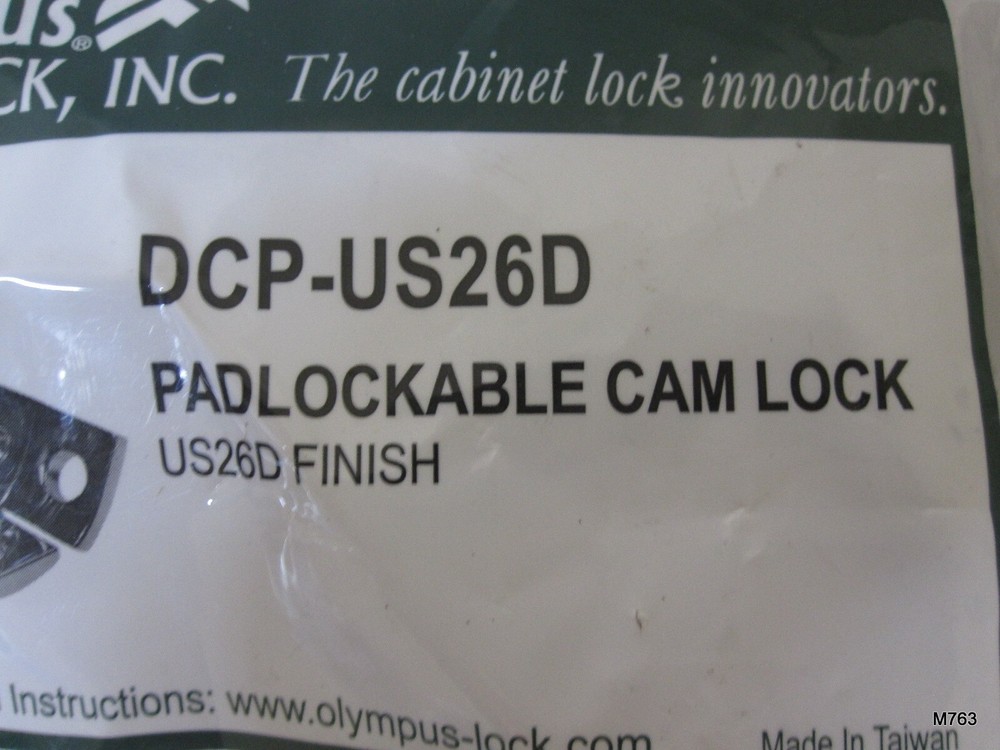 us®
CK, INC. The cabinet lock innovators.
DCP-US26D
PADLOCKABLE CAM LOCK
US26D FINISH
Instructions: www.olympus-lock.com
Made In Taiwan
M763